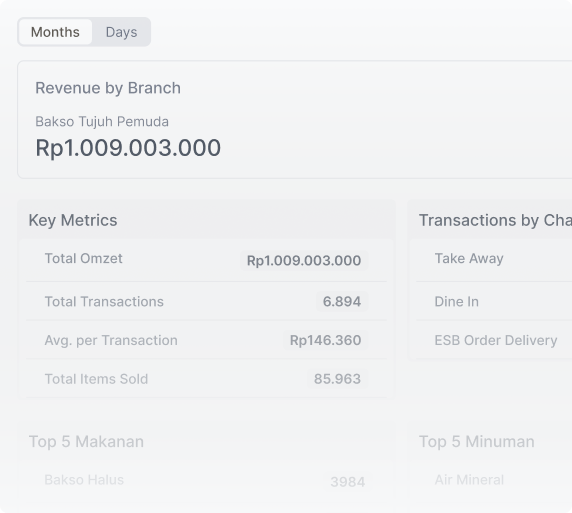 Months Days
Revenue by Branch
Bakso Tujuh Pemuda
Rp1.009.003.000
Key Metrics
Total Omzet Rp1.009.003.000
Total Transactions 6.894
Avg. per Transaction Rp146.360
Total Items Sold 85.963
Transactions by Cha
Take Away
Dine In
ESB Order Delivery
Top 5 Makanan
Bakso Halus 3984
Top 5 Minuman
Air Mineral